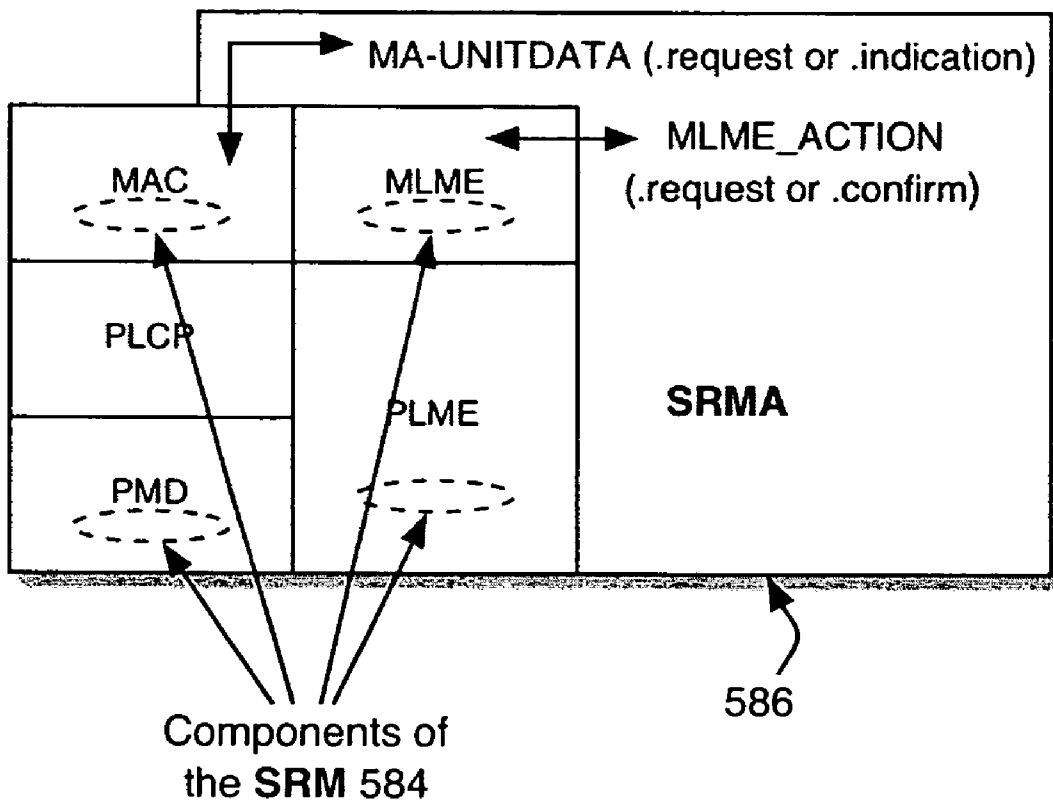 MA-UNITDATA (.request or .indication)
MLME_ACTION
(.request or .confirm)
MAC
MLME
PLCP
PLME
SRMA
PMD
586
Components of
the SRM 584